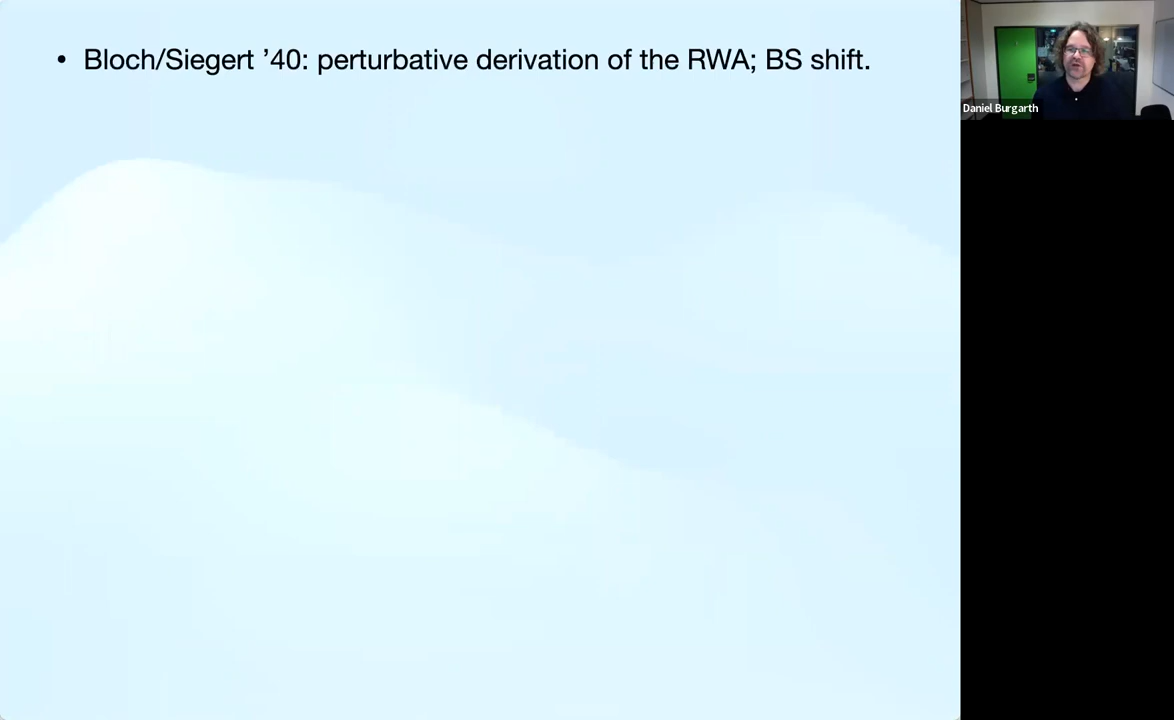 • Bloch/Siegert ’40: perturbative derivation of the RWA; BS shift.
Daniel Burgarth